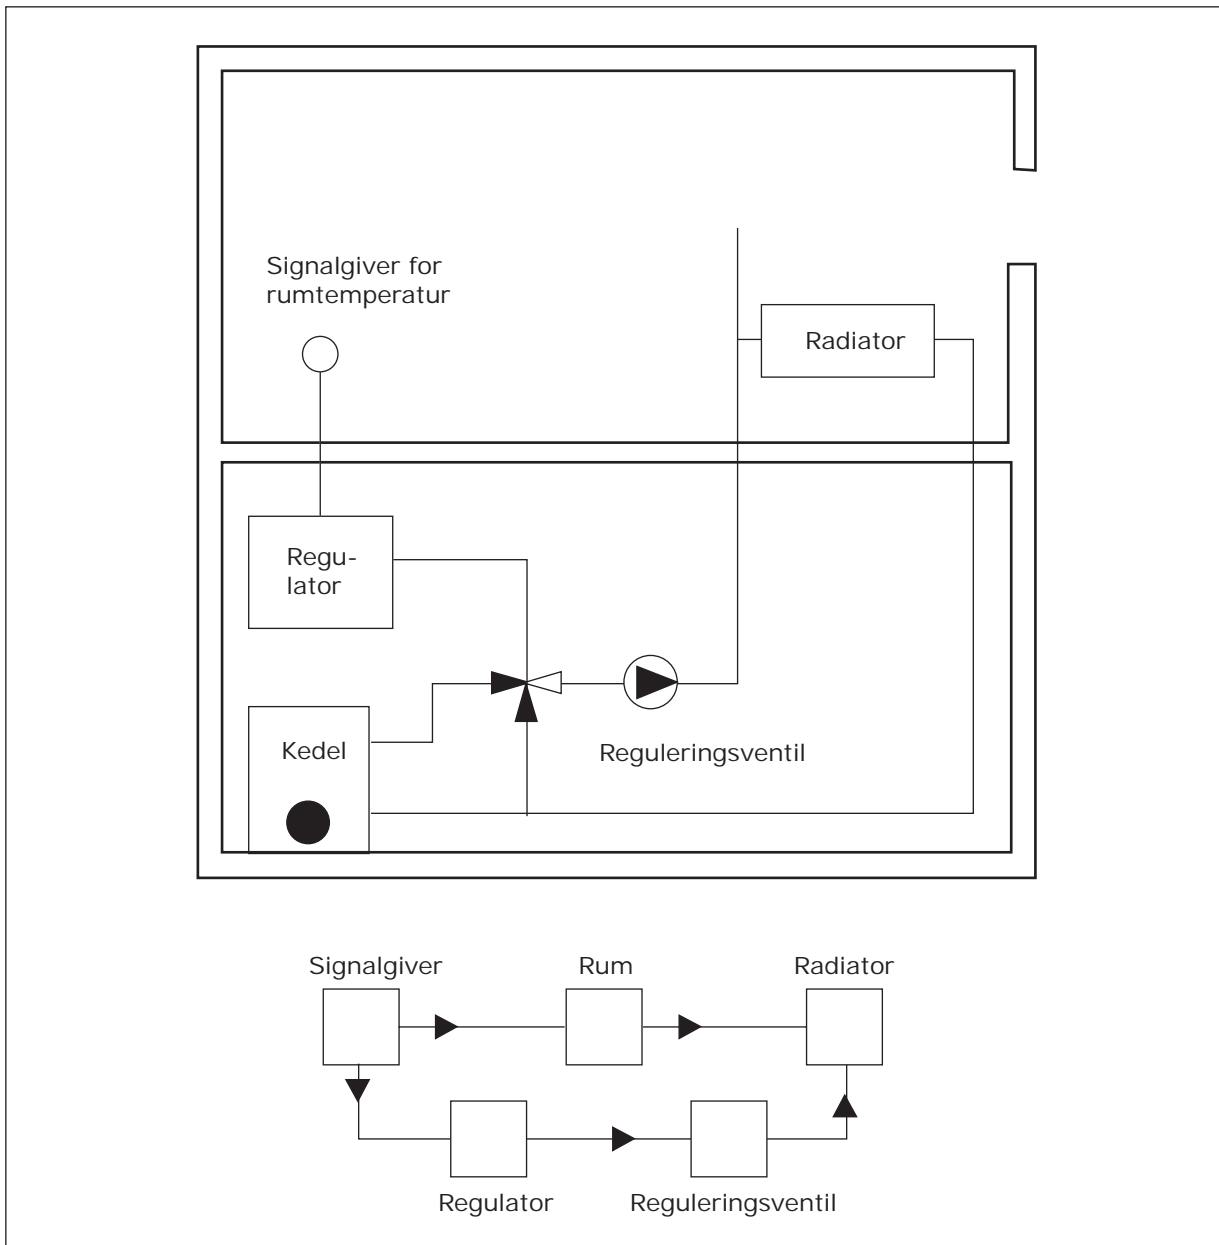 Signalgiver for
rumtemperatur
Radiator
Regu-
lator
Kedel
Reguleringsventil
Signalgiver
Rum
Radiator
Regulator
Reguleringsventil